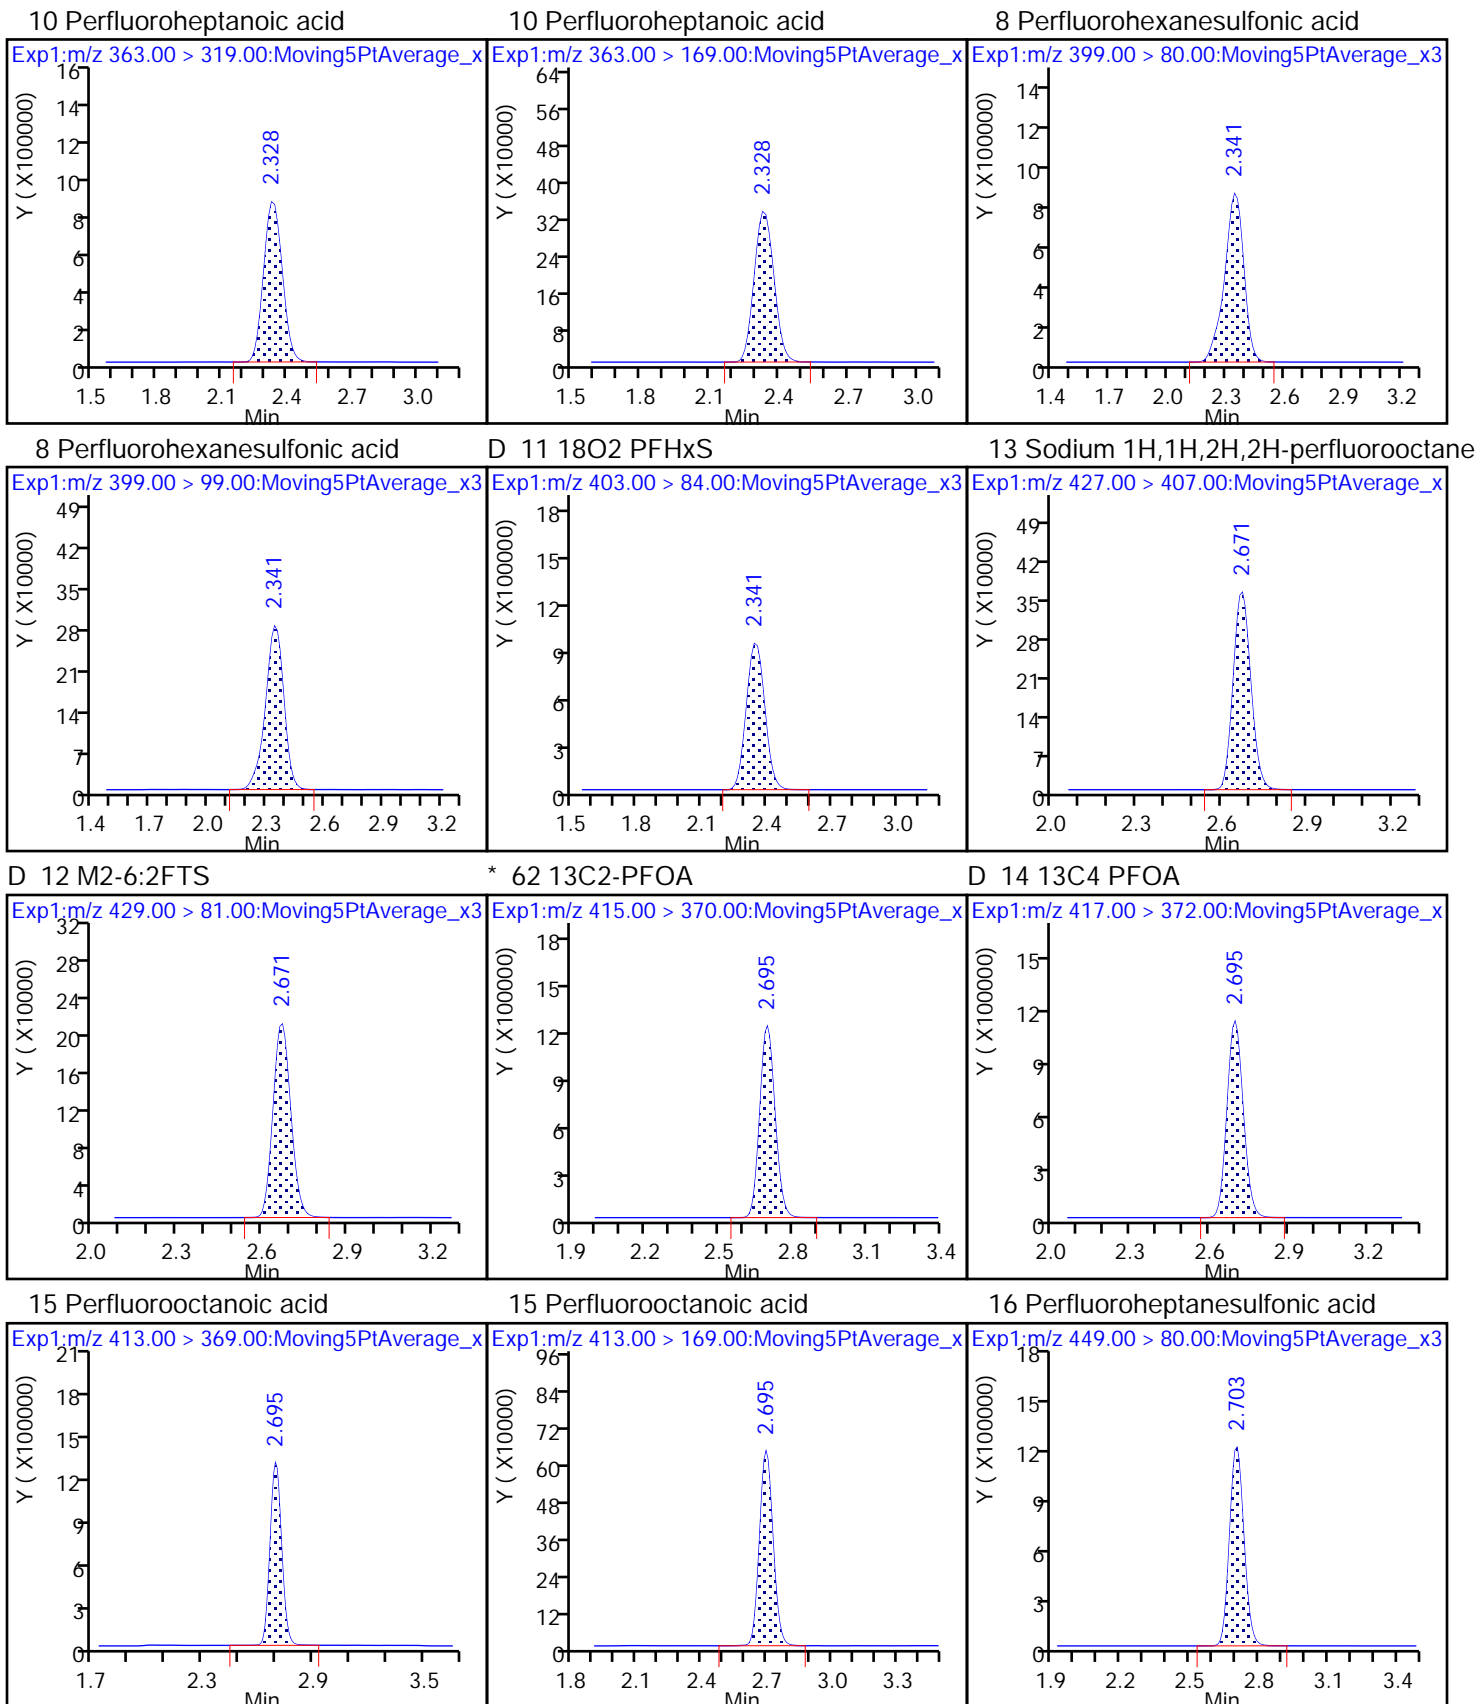 10 Perfluoroheptanoic acid
Exp1:m/z 363.00 > 319.00:Moving5PtAverage_x
Y ( X100000)
16
14
12
10
8
6
4
2
0
2.328
1.5 1.8 2.1 2.4 2.7 3.0
Min
10 Perfluoroheptanoic acid
Exp1:m/z 363.00 > 169.00:Moving5PtAverage_x
Y ( X10000)
64
56
48
40
32
24
16
8
0
2.328
1.5 1.8 2.1 2.4 2.7 3.0
Min
8 Perfluorohexanesulfonic acid
Exp1:m/z 399.00 > 80.00:Moving5PtAverage_x3
Y ( X100000)
14
12
10
8
6
4
2
0
2.341
1.4 1.7 2.0 2.3 2.6 2.9 3.2
Min
8 Perfluorohexanesulfonic acid
Exp1:m/z 399.00 > 99.00:Moving5PtAverage_x3
Y ( X10000)
49
42
35
28
21
14
7
0
2.341
1.4 1.7 2.0 2.3 2.6 2.9 3.2
Min
D 11 18O2 PFHxS
Exp1:m/z 403.00 > 84.00:Moving5PtAverage_x3
Y ( X100000)
18
15
12
9
6
3
0
2.341
1.5 1.8 2.1 2.4 2.7 3.0
Min
13 Sodium 1H,1H,2H,2H-perfluorooctane
Exp1:m/z 427.00 > 407.00:Moving5PtAverage_x
Y ( X10000)
49
42
35
28
21
14
7
0
2.671
2.0 2.3 2.6 2.9 3.2
Min
D 12 M2-6:2FTS
Exp1:m/z 429.00 > 81.00:Moving5PtAverage_x3
Y ( X10000)
32
28
24
20
16
12
8
4
0
2.671
2.0 2.3 2.6 2.9 3.2
Min
* 62 13C2-PFOA
Exp1:m/z 415.00 > 370.00:Moving5PtAverage_x
Y ( X100000)
18
15
12
9
6
3
0
2.695
1.9 2.2 2.5 2.8 3.1 3.4
Min
D 14 13C4 PFOA
Exp1:m/z 417.00 > 372.00:Moving5PtAverage_x
Y ( X100000)
15
12
9
6
3
0
2.695
2.0 2.3 2.6 2.9 3.2
Min
15 Perfluorooctanoic acid
Exp1:m/z 413.00 > 369.00:Moving5PtAverage_x
Y ( X100000)
21
18
15
12
9
6
3
0
2.695
1.7 2.3 2.9 3.5
Min
15 Perfluorooctanoic acid
Exp1:m/z 413.00 > 169.00:Moving5PtAverage_x
Y ( X10000)
96
84
72
60
48
36
24
12
0
2.695
1.8 2.1 2.4 2.7 3.0 3.3
Min
16 Perfluoroheptanesulfonic acid
Exp1:m/z 449.00 > 80.00:Moving5PtAverage_x3
Y ( X100000)
18
15
12
9
6
3
0
2.703
1.9 2.2 2.5 2.8 3.1 3.4
Min